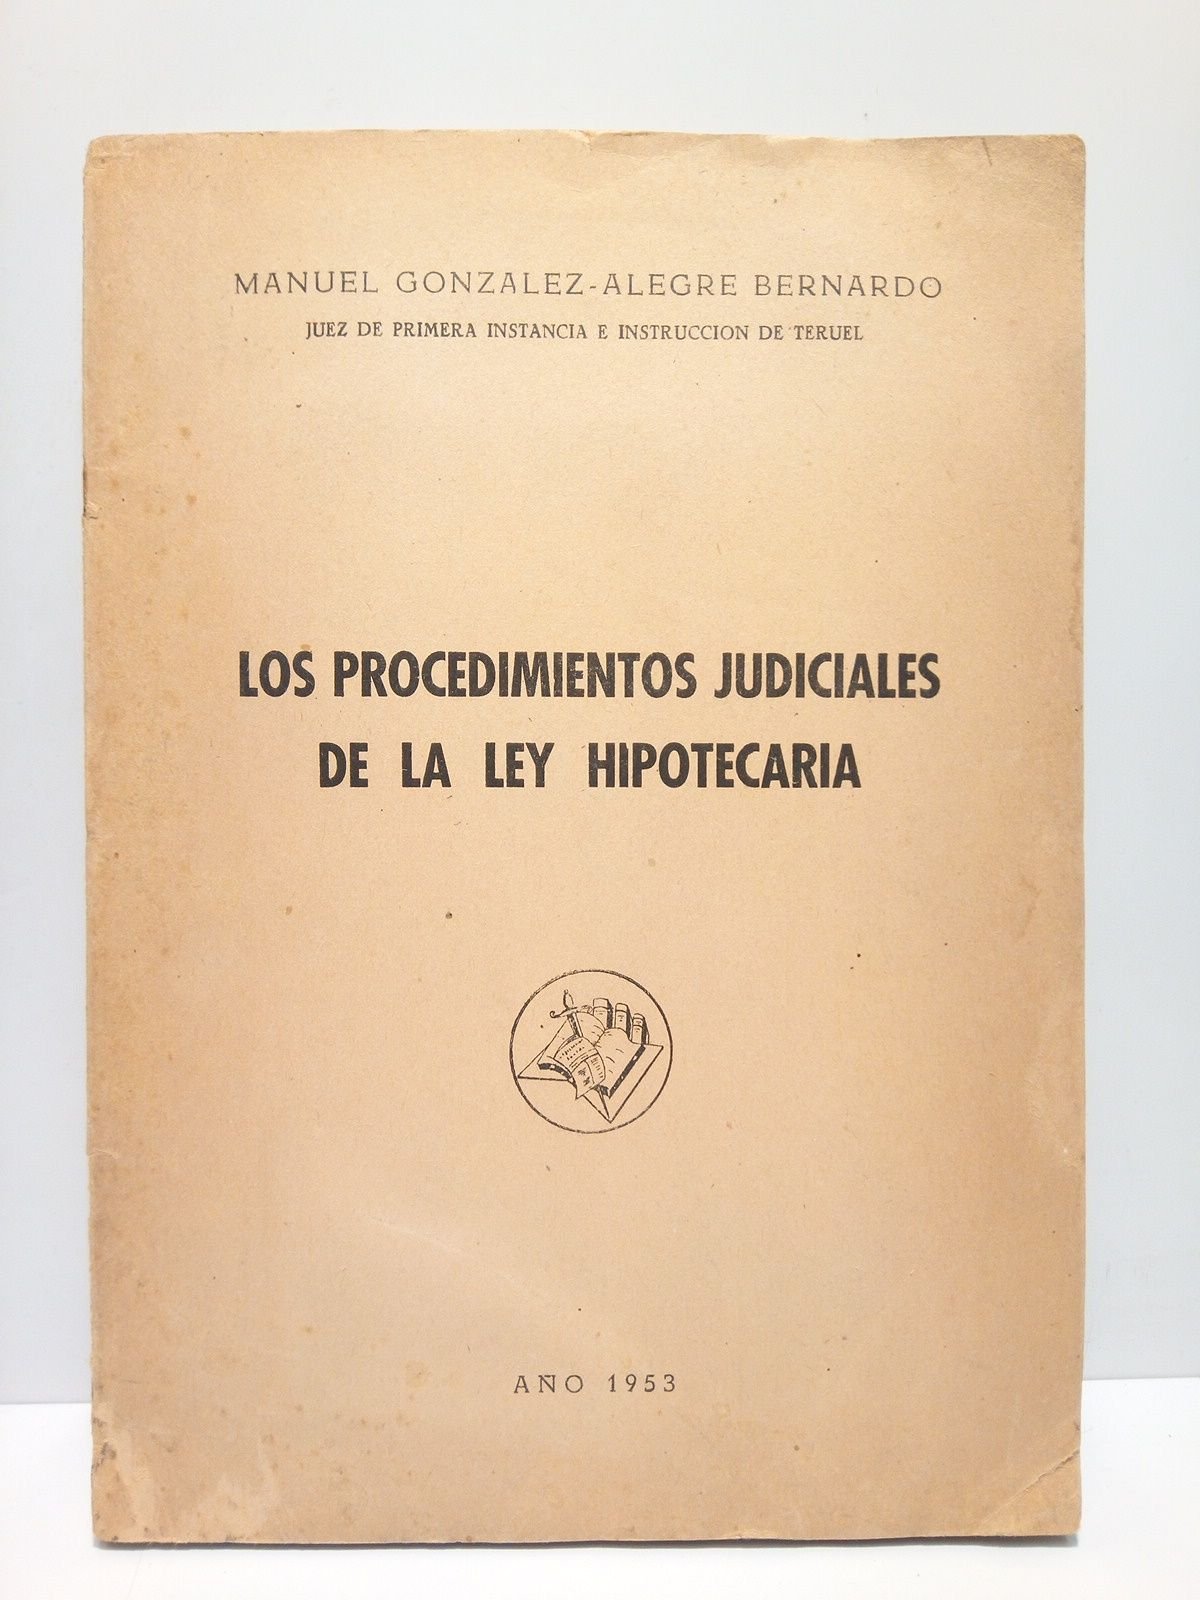 MANUEL GONZALEZ-ALEGRE BERNARDO
JUEZ DE PRIMERA INSTANCIA E INSTRUCCION DE TERUEL
LOS PROCEDIMIENTOS JUDICIALES
DE LA LEY HIPOTECARIA
AÑO 1953